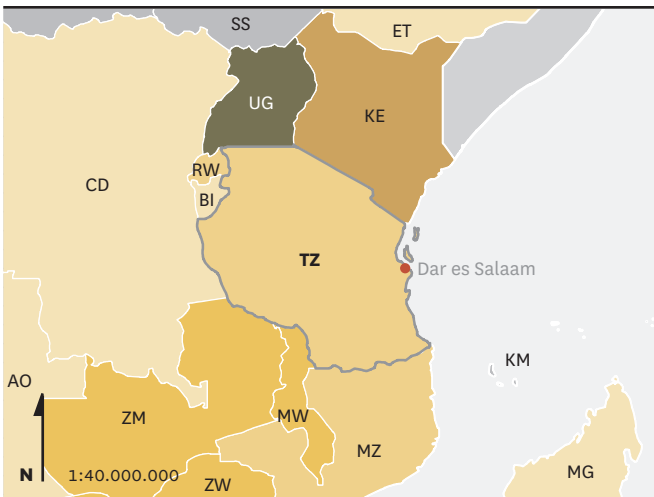 SS
ET
UG
KE
RW
CD
BI
TZ
Dar es Salaam
KM
AO
ZM
MW
MZ
MG
N 1:40.000.000
ZW